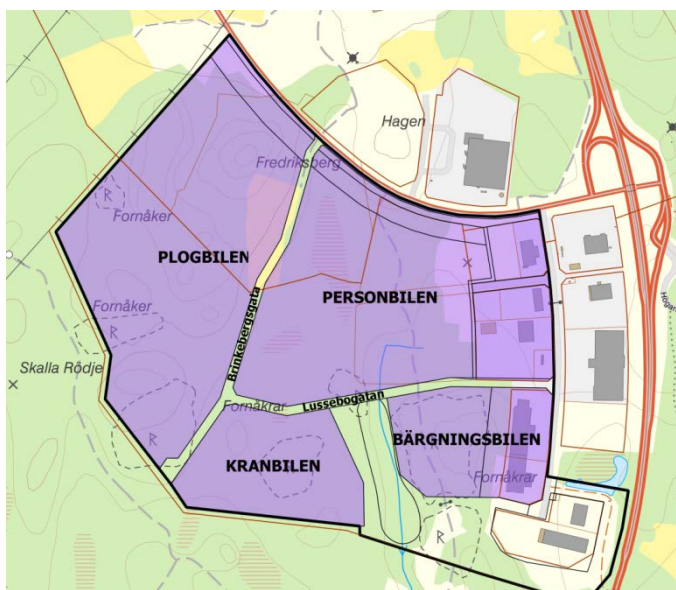 Hagen
Fredriksberg
R
Fornåker
PLOGBILEN
PERSONBILEN
Fornåker
R
Brinkebergsgata
Skalla Rödje
Lussebogatan
Fornåkrar
R
BÄRGNINGSBILEN
KRANBILEN
Fornåkrar
R